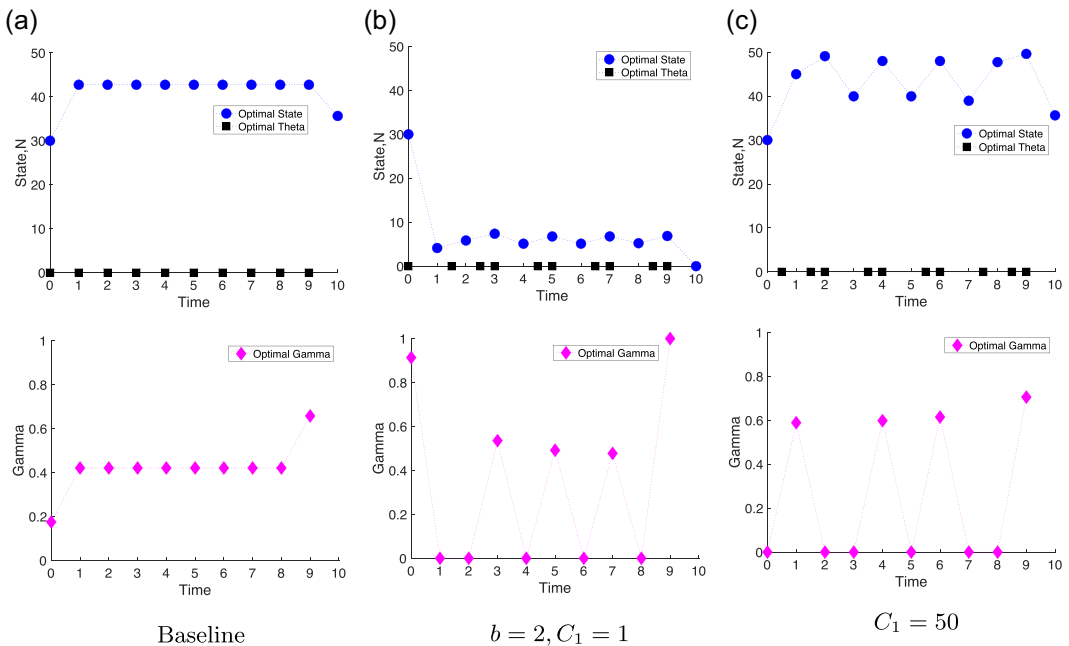 (a)
(b)
(c)
50
40
30
20
10
0
State,N
Optimal State
Optimal Theta
0 1 2 3 4 5 6 7 8 9 10
Time
50
40
30
20
10
0
State,N
Optimal State
Optimal Theta
0 1 2 3 4 5 6 7 8 9 10
Time
50
40
30
20
10
0
State,N
Optimal State
Optimal Theta
0 1 2 3 4 5 6 7 8 9 10
Time
1
0.8
0.6
0.4
0.2
0
Gamma
Optimal Gamma
0 1 2 3 4 5 6 7 8 9 10
Time
Baseline
1
0.8
0.6
0.4
0.2
0
Gamma
Optimal Gamma
0 1 2 3 4 5 6 7 8 9 10
Time
b = 2, C₁ = 1
1
0.8
0.6
0.4
0.2
0
Gamma
Optimal Gamma
0 1 2 3 4 5 6 7 8 9 10
Time
C₁ = 50